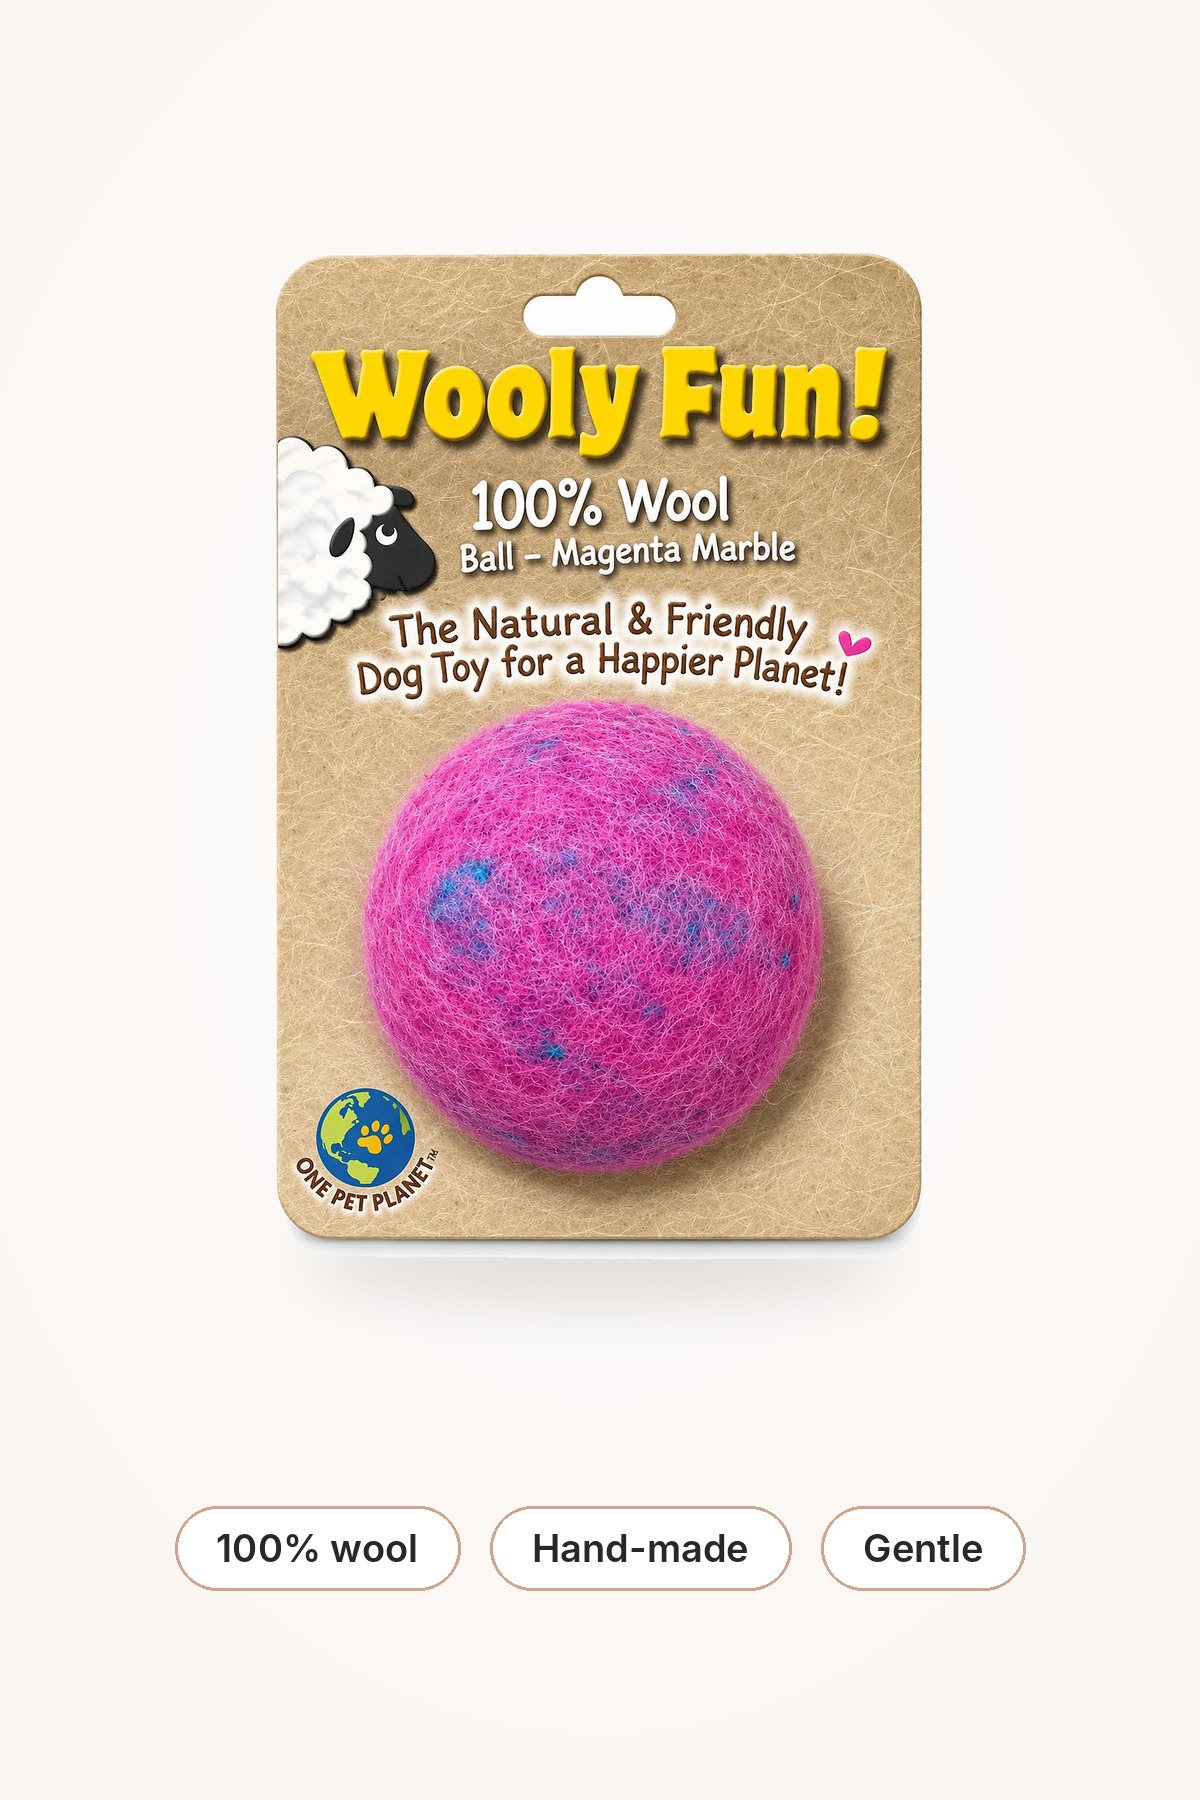 Wooly Fun!
100% Wool
Ball – Magenta Marble
The Natural & Friendly
Dog Toy for a Happier Planet!
ONE PET PLANET™
100% wool
Hand-made
Gentle